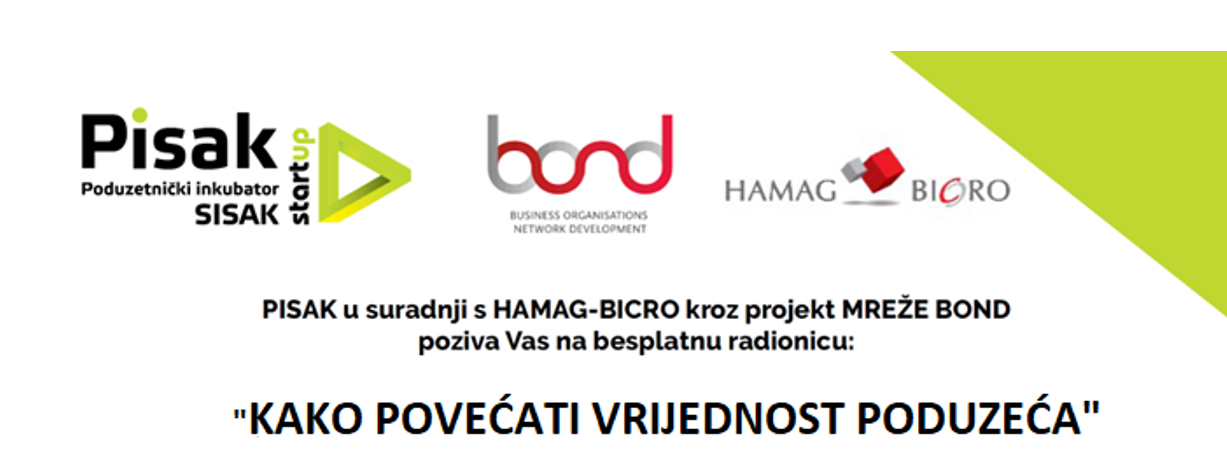 Pisak
Poduzetnički inkubator
SISAK
startup
bond
BUSINESS ORGANISATIONS
NETWORK DEVELOPMENT
HAMAG BICRO
PISAK u suradnji s HAMAG-BICRO kroz projekt MREŽE BOND
poziva Vas na besplatnu radionicu:
"KAKO POVEĆATI VRIJEDNOST PODUZEĆA"